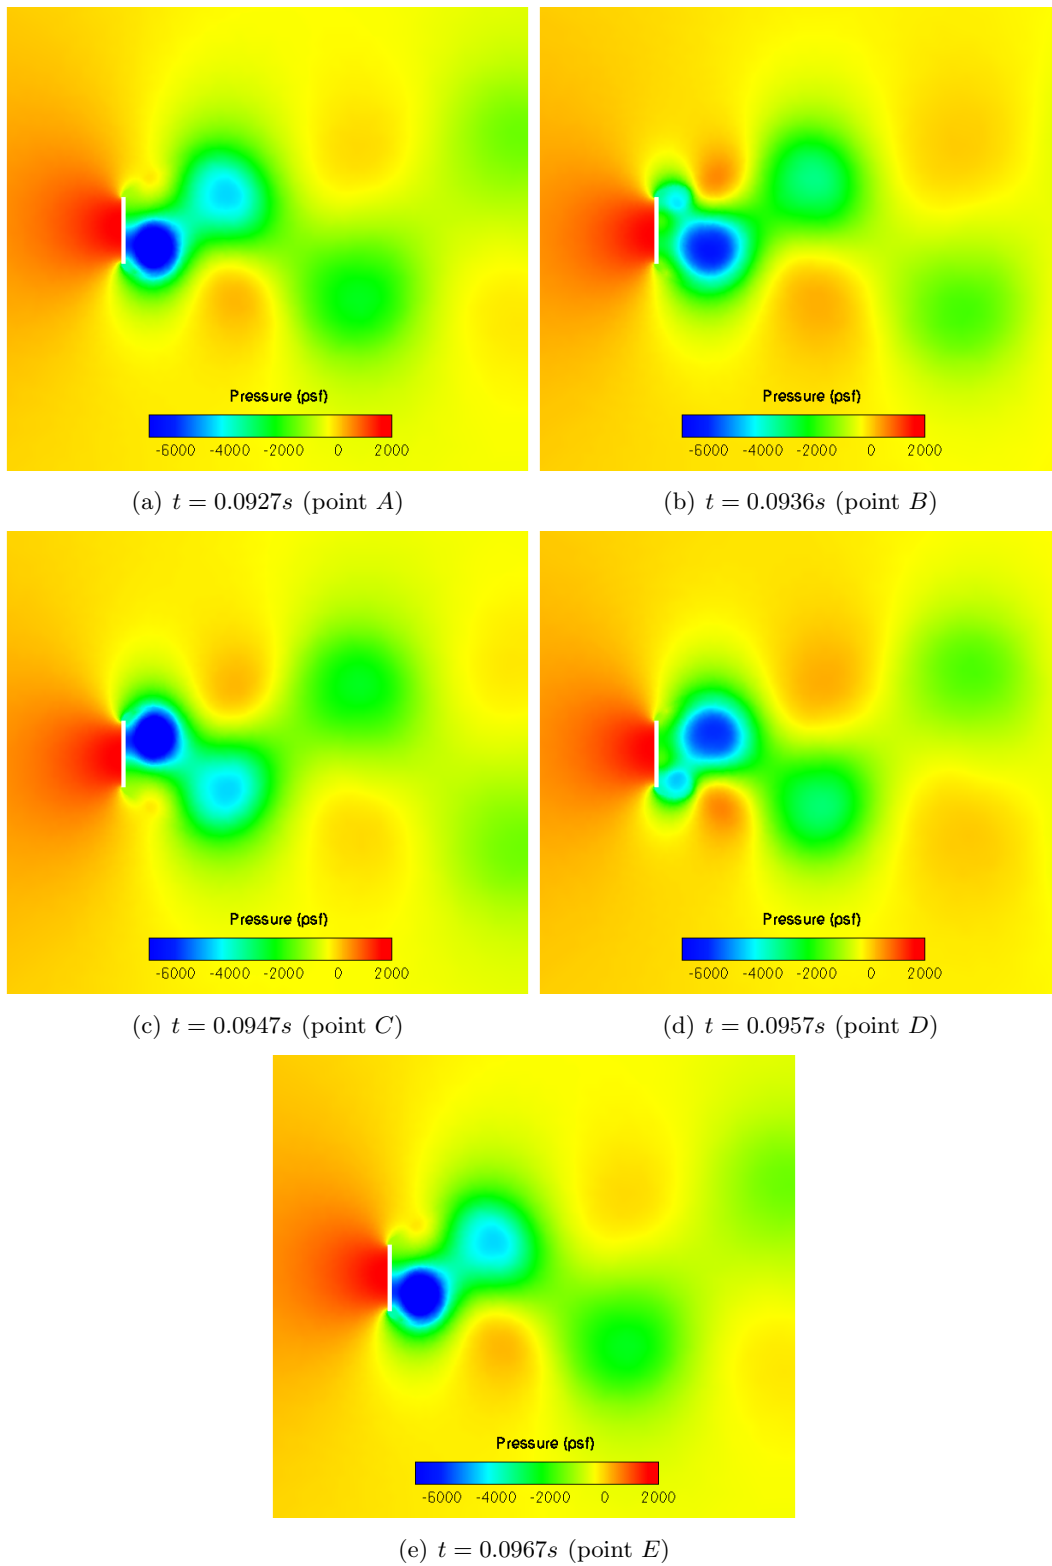 Pressure (psf)
-6000 -4000 -2000 0 2000
Pressure (psf)
-6000 -4000 -2000 0 2000
(a) t = 0.0927s (point A)
(b) t = 0.0936s (point B)
Pressure (psf)
-6000 -4000 -2000 0 2000
Pressure (psf)
-6000 -4000 -2000 0 2000
(c) t = 0.0947s (point C)
(d) t = 0.0957s (point D)
Pressure (psf)
-6000 -4000 -2000 0 2000
(e) t = 0.0967s (point E)